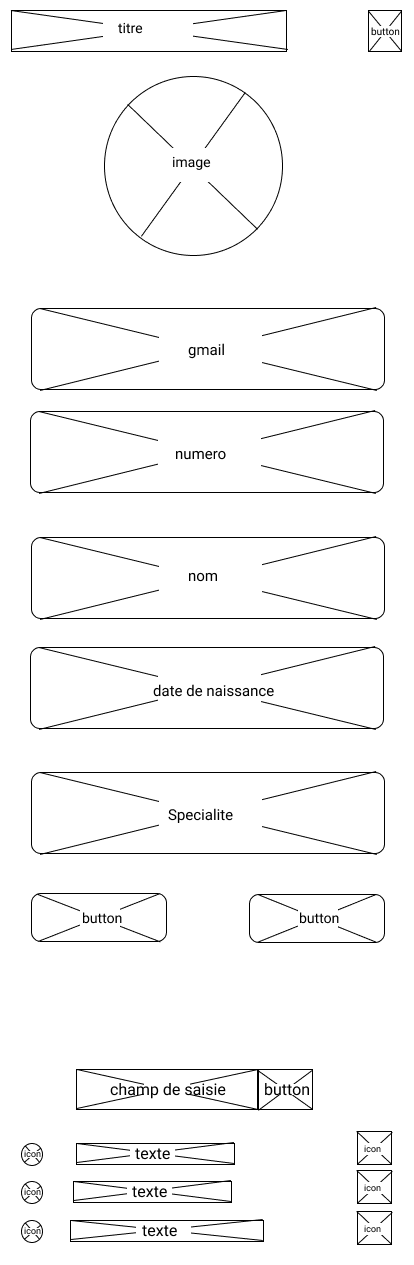 titre
button
image
gmail
numero
nom
date de naissance
Specialite
button
button
champ de saisie
button
icon
texte
icon
icon
texte
icon
icon
texte
icon